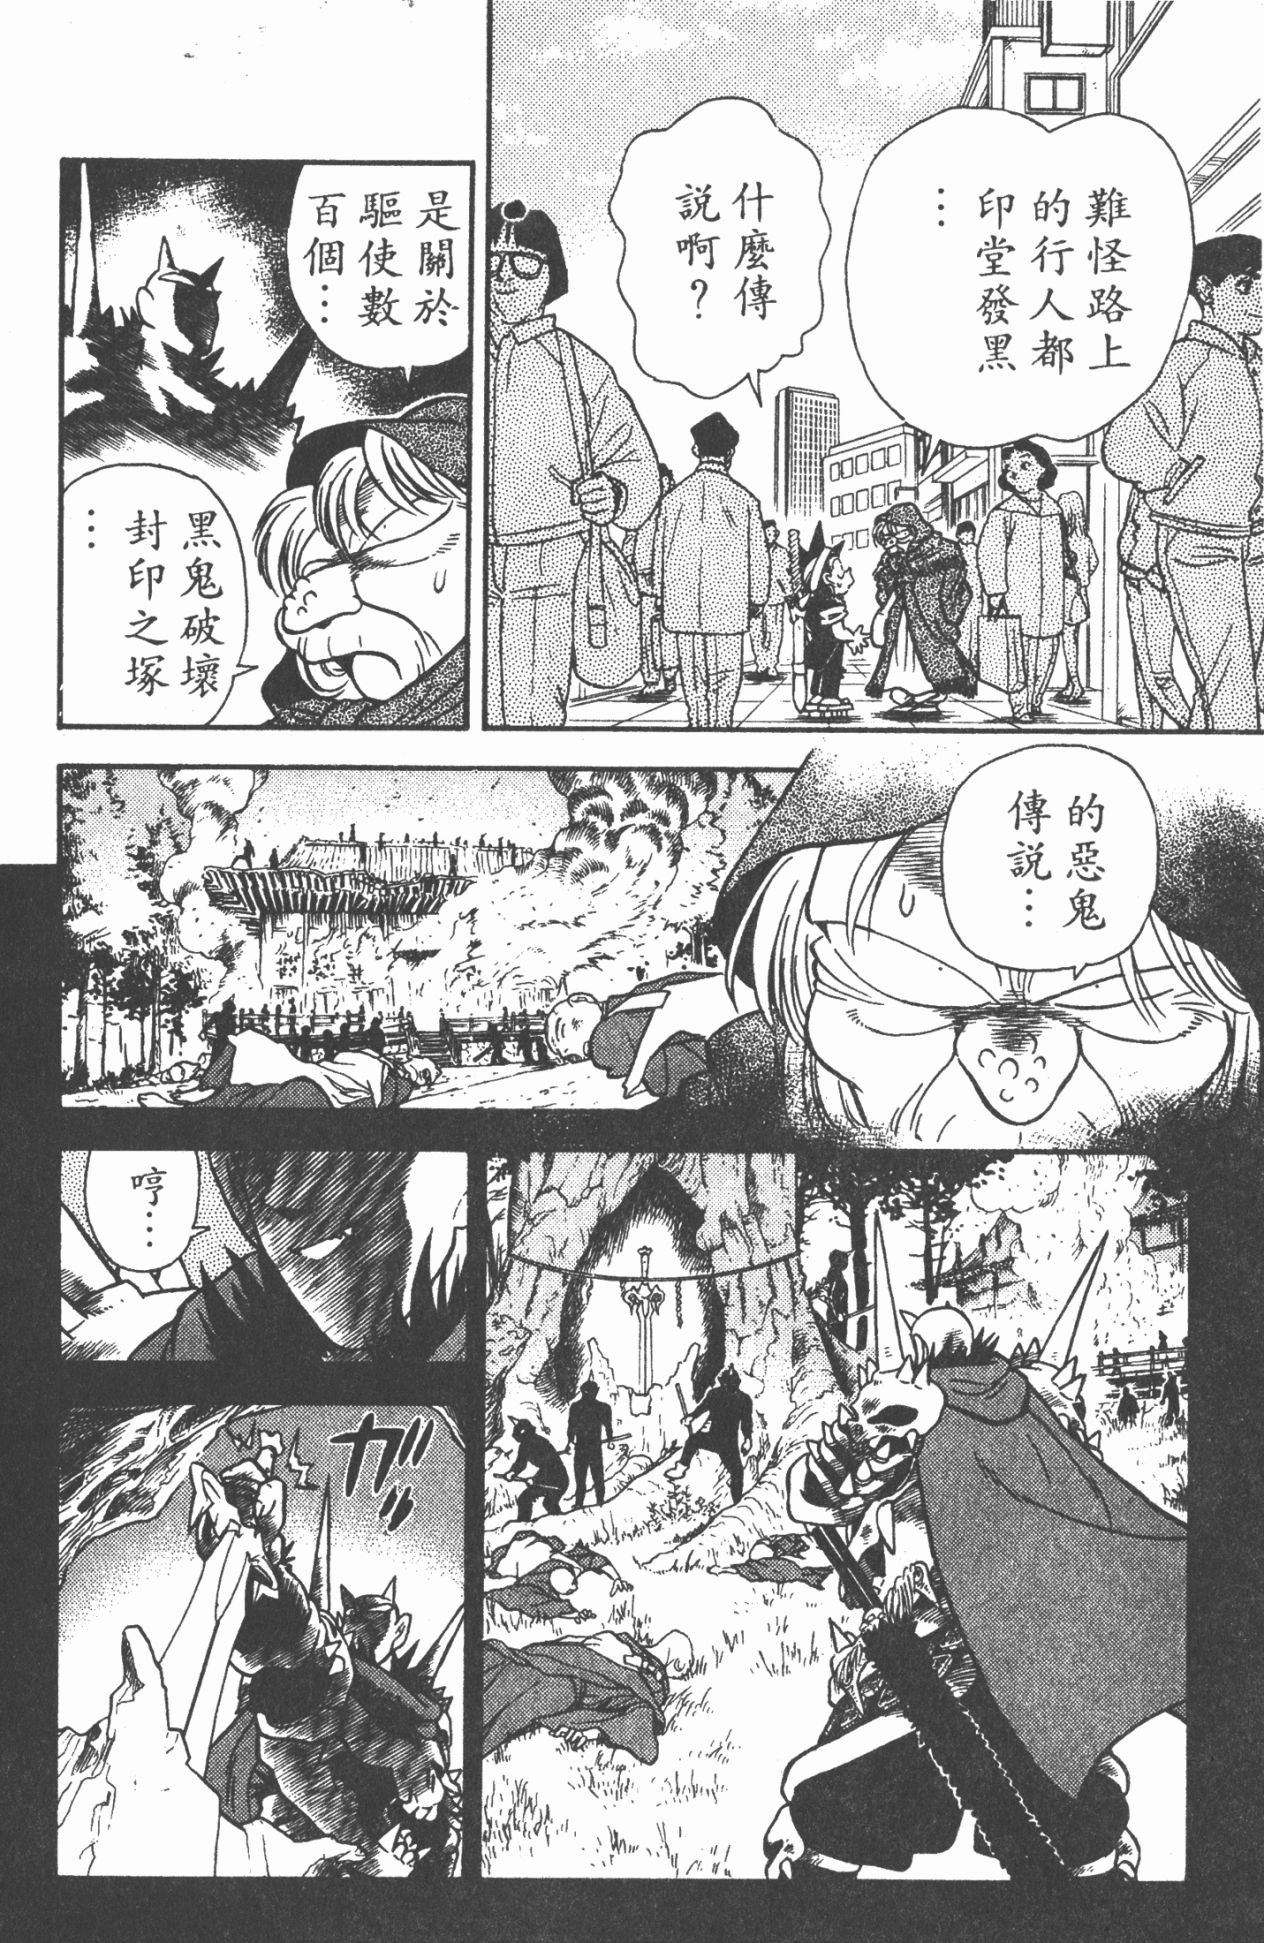 難怪路上
的行人都
印堂發黑
…
什麼傳
說啊？
是關於
驅使數
百個…
黑鬼破壞
封印之塚
…
的惡鬼
傳說…
哼…
ガッ